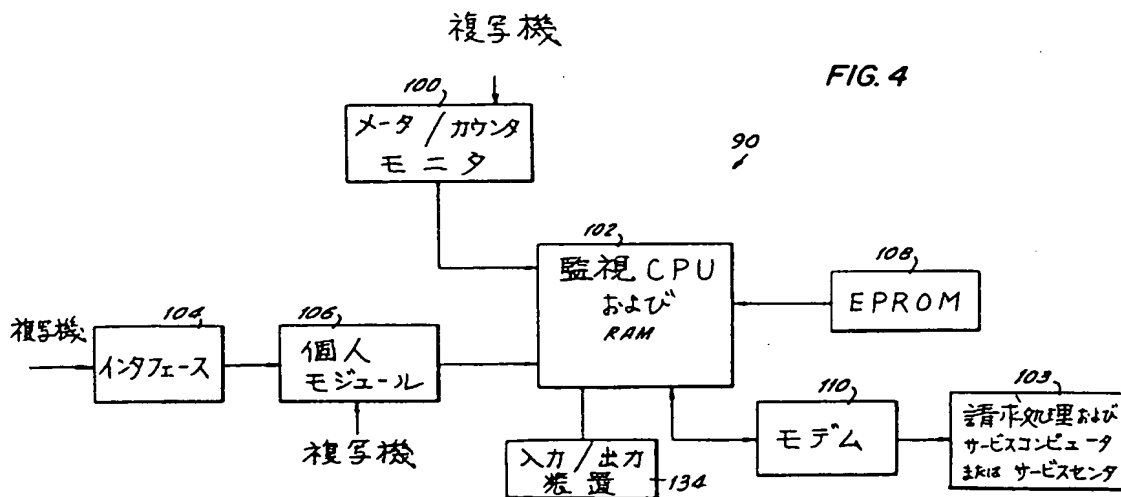 複写機
FIG. 4
100
メータ/カウンタ
モニタ
90
102
監視CPU
および
RAM
108
EPROM
複写機
104
インタフェース
106
個人
モジュール
複写機
入力/出力
装置
134
110
モデム
103
請求処理および
サービスコンピュータ
または サービスセンタ